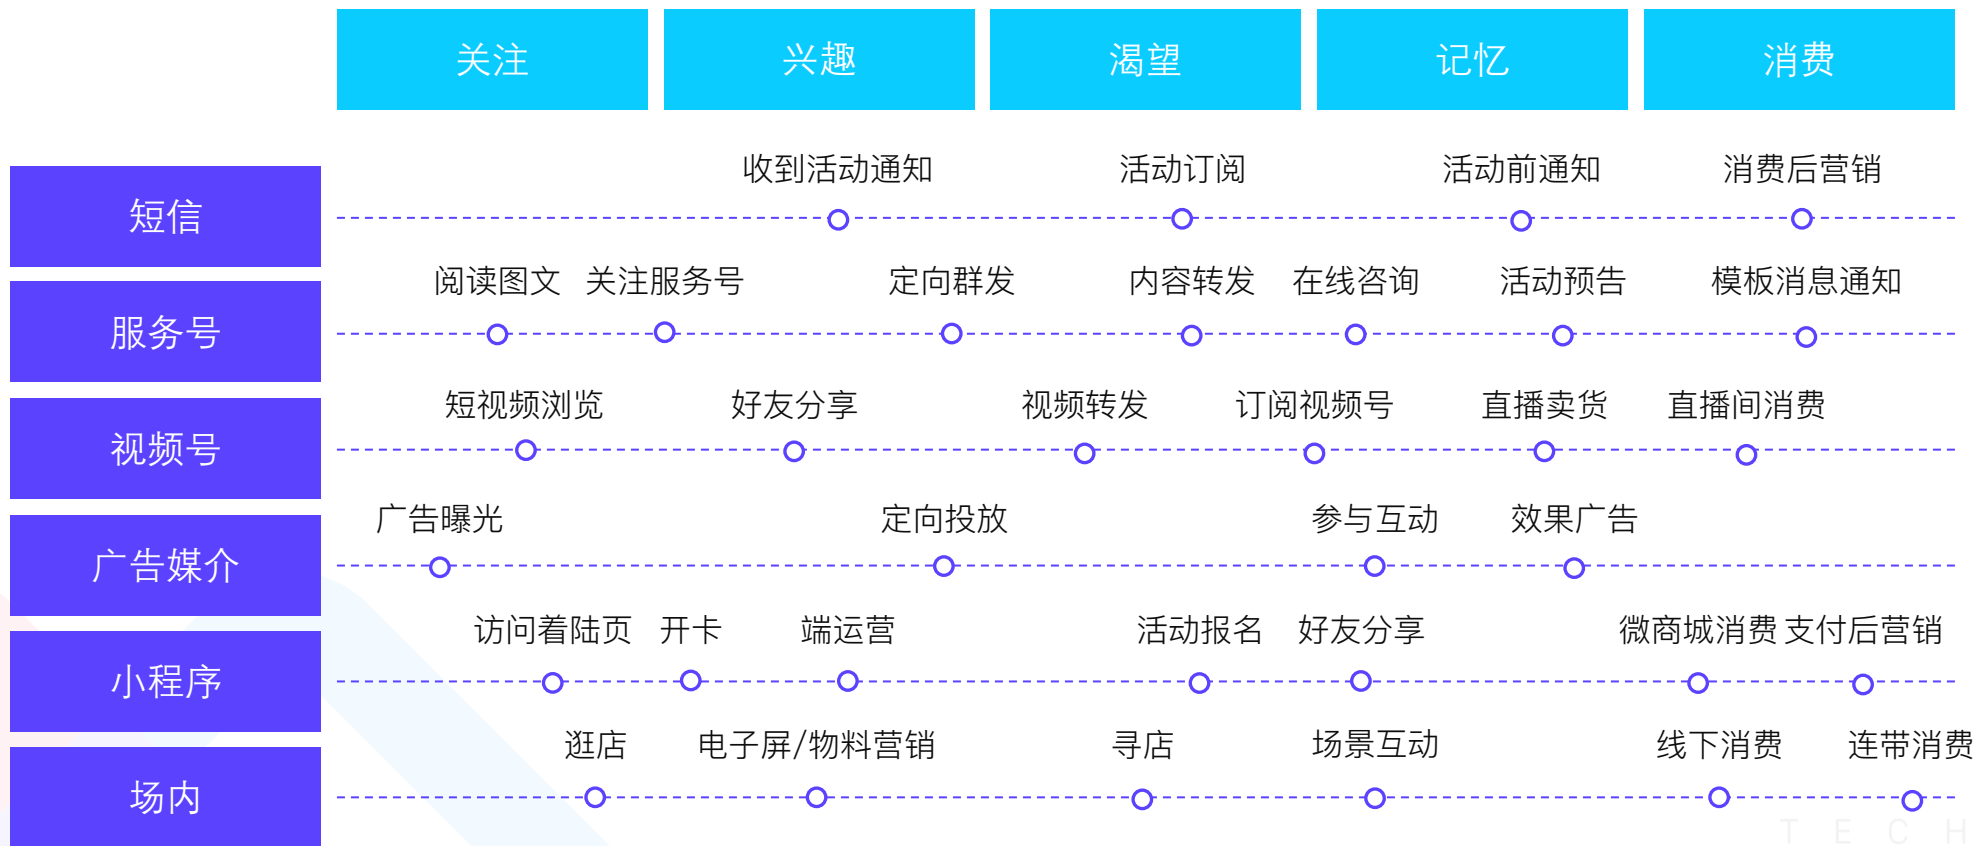 关注 兴趣 渴望 记忆 消费
收到活动通知 活动订阅 活动前通知 消费后营销
短信
阅读图文 关注服务号 定向群发 内容转发 在线咨询 活动预告 模板消息通知
服务号
短视频浏览 好友分享 视频转发 订阅视频号 直播卖货 直播间消费
视频号
广告曝光 定向投放 参与互动 效果广告
广告媒介
访问着陆页 开卡 端运营 活动报名 好友分享 微商城消费 支付后营销
小程序
逛店 电子屏/物料营销 寻店 场景互动 线下消费 连带消费
场内
TECH